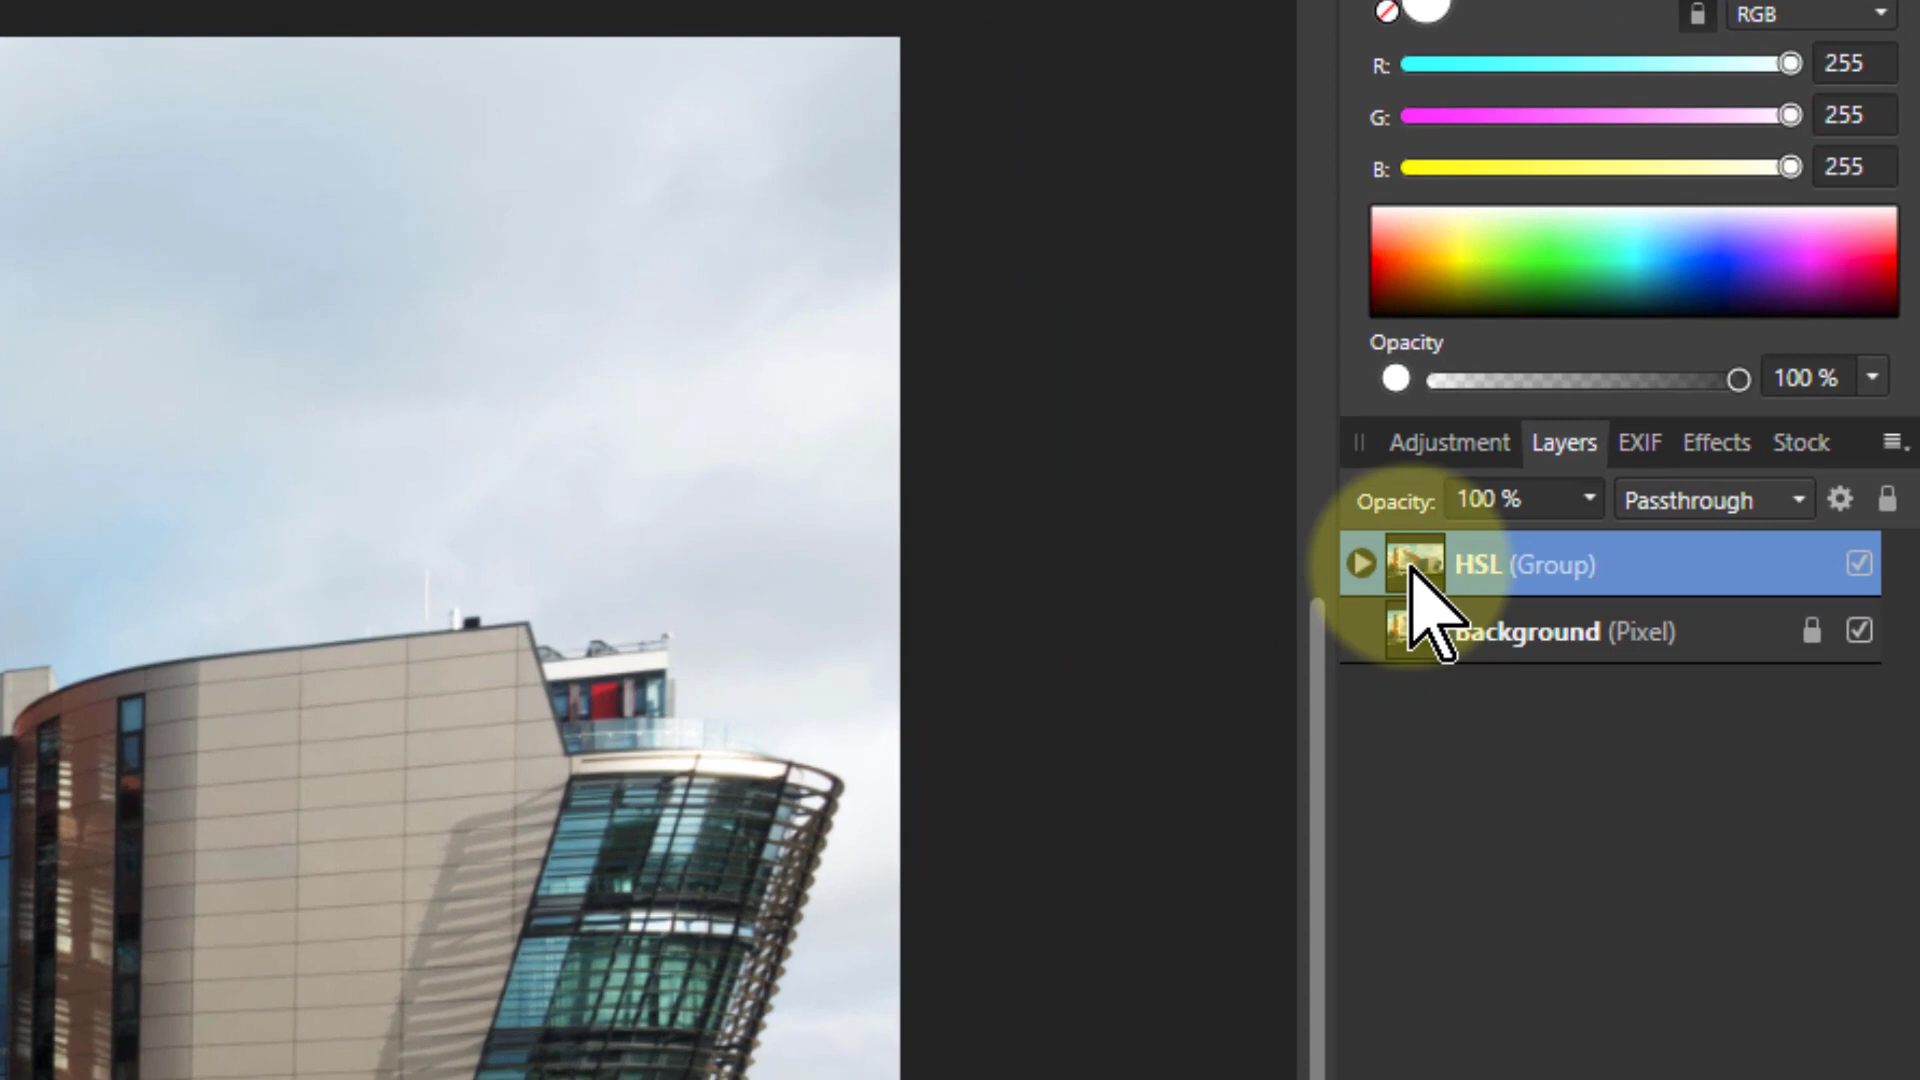 RGB
R: 255
G: 255
B: 255
Opacity
100 %
Adjustment Layers EXIF Effects Stock
Opacity: 100 % Passthrough
HSL (Group)
Background (Pixel)